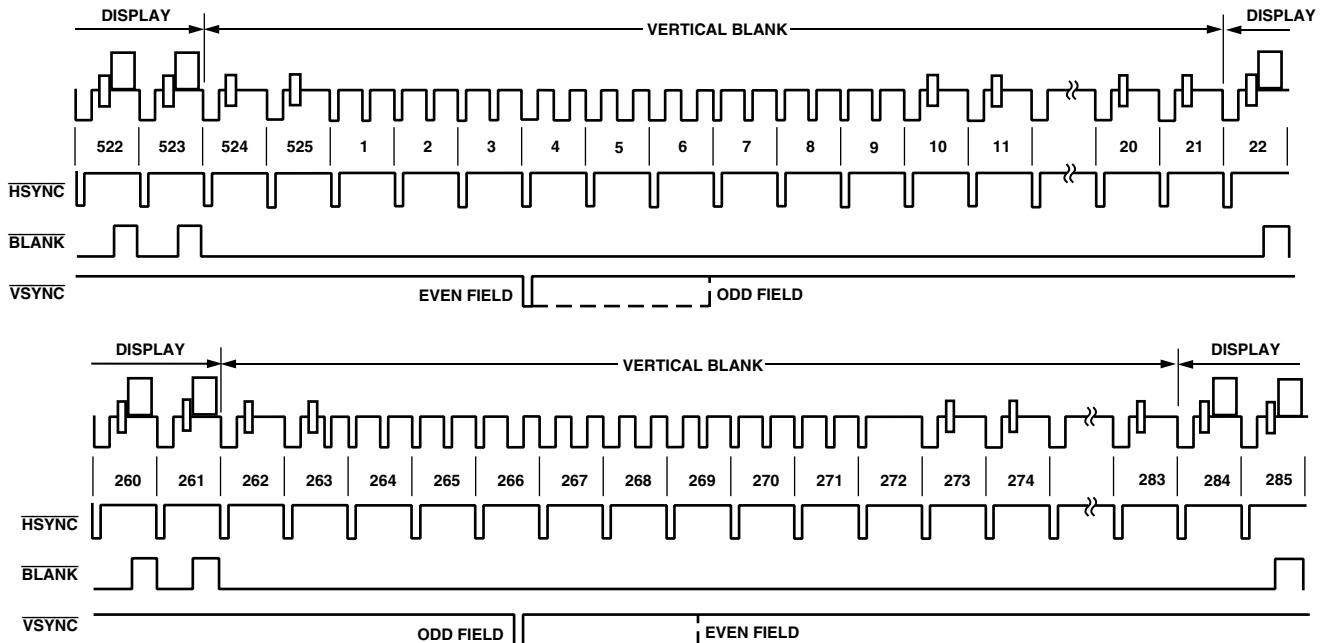 DISPLAY VERTICAL BLANK DISPLAY
522 523 524 525 1 2 3 4 5 6 7 8 9 10 11 20 21 22
HSYNC
BLANK
VSYNC EVEN FIELD ODD FIELD
DISPLAY VERTICAL BLANK DISPLAY
260 261 262 263 264 265 266 267 268 269 270 271 272 273 274 283 284 285
HSYNC
BLANK
VSYNC ODD FIELD EVEN FIELD